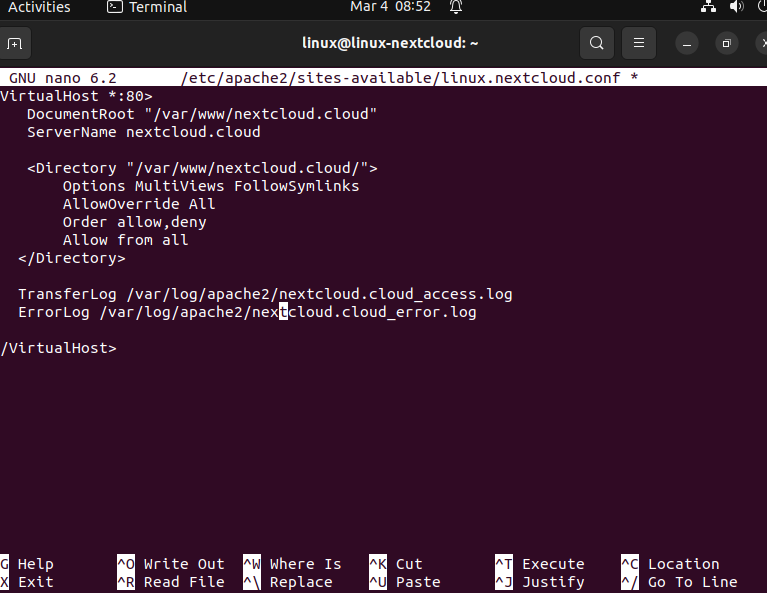 Activities Terminal Mar 4 08:52
linux@linux-nextcloud: ~
GNU nano 6.2 /etc/apache2/sites-available/linux.nextcloud.conf *
VirtualHost *:80>
DocumentRoot "/var/www/nextcloud.cloud"
ServerName nextcloud.cloud
<Directory "/var/www/nextcloud.cloud/">
Options MultiViews FollowSymlinks
AllowOverride All
Order allow,deny
Allow from all
</Directory>
TransferLog /var/log/apache2/nextcloud.cloud_access.log
ErrorLog /var/log/apache2/nextcloud.cloud_error.log
/VirtualHost>
G Help ^O Write Out ^W Where Is ^K Cut ^T Execute ^C Location
X Exit ^R Read File ^\ Replace ^U Paste ^J Justify ^/ Go To Line